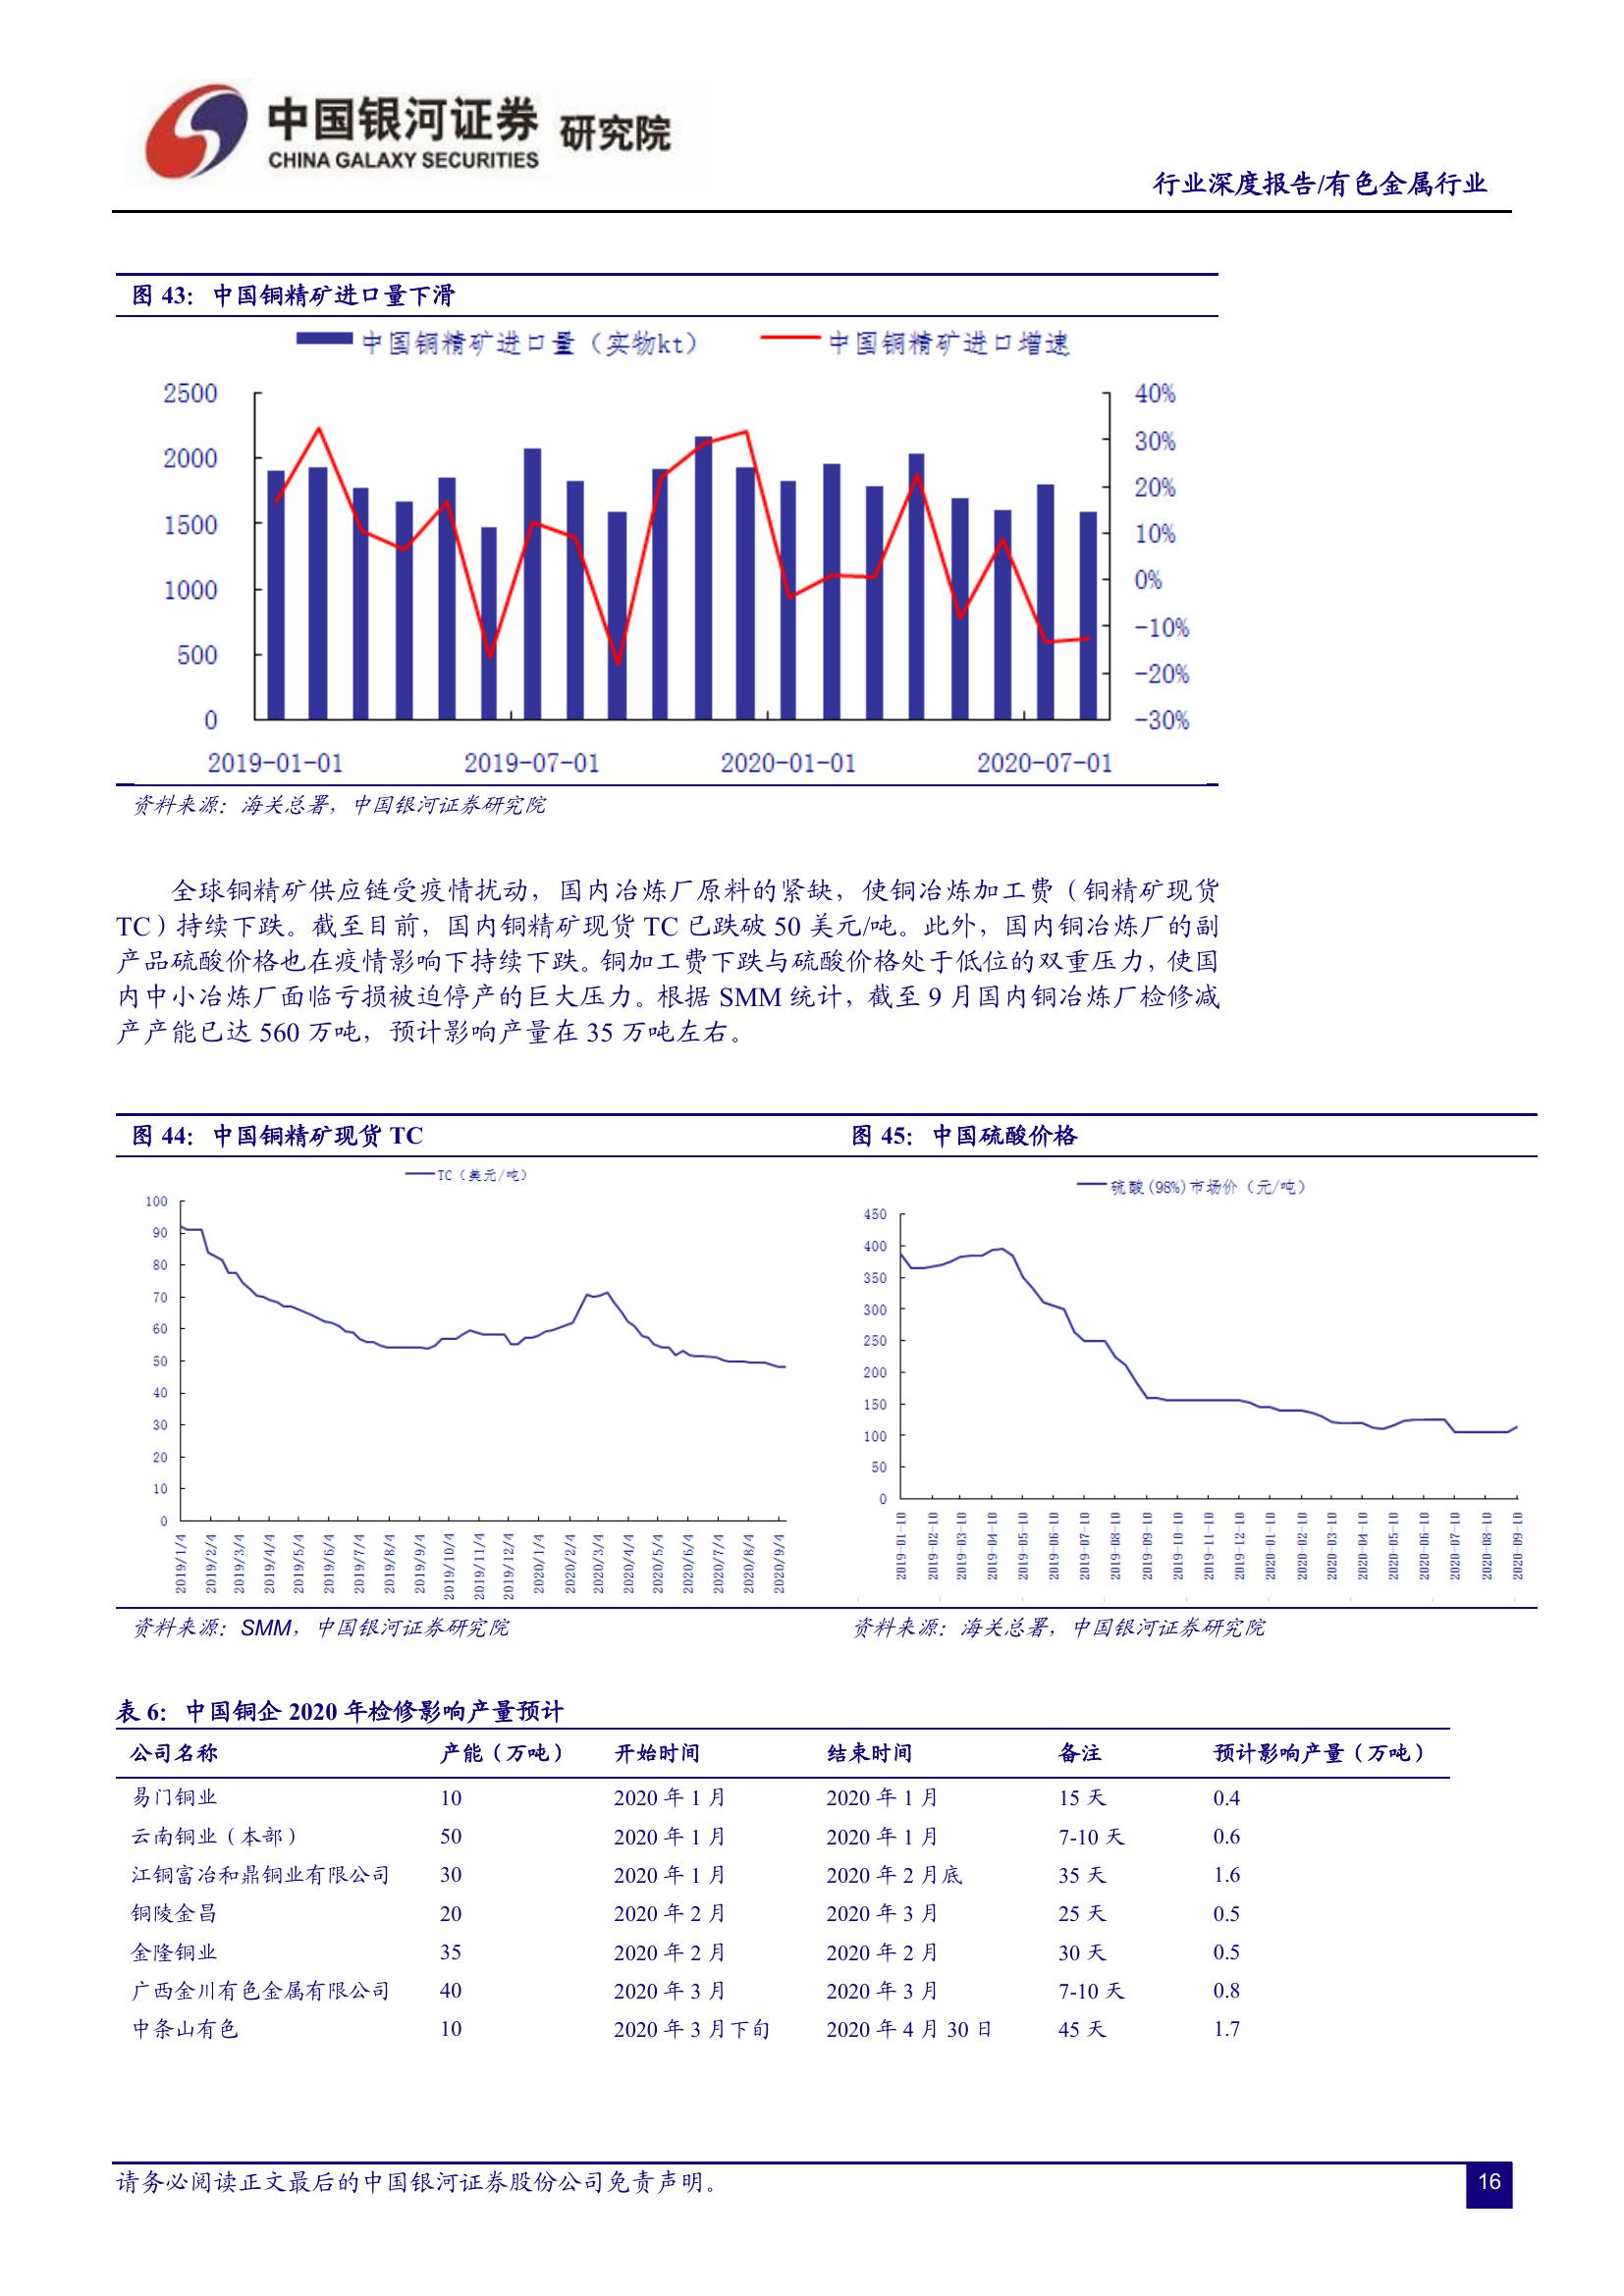 中国银河证券 研究院
CHINA GALAXY SECURITIES
行业深度报告/有色金属行业
图 43：中国铜精矿进口量下滑
中国铜精矿进口量（实物kt） 中国铜精矿进口增速
2500 40%
30%
2000 20%
1500 10%
1000 0%
-10%
500 -20%
0 -30%
2019-01-01 2019-07-01 2020-01-01 2020-07-01
资料来源：海关总署，中国银河证券研究院
全球铜精矿供应链受疫情扰动，国内冶炼厂原料的紧缺，使铜冶炼加工费（铜精矿现货
TC）持续下跌。截至目前，国内铜精矿现货 TC 已跌破 50 美元/吨。此外，国内铜冶炼厂的副
产品硫酸价格也在疫情影响下持续下跌。铜加工费下跌与硫酸价格处于低位的双重压力，使国
内中小冶炼厂面临亏损被迫停产的巨大压力。根据 SMM 统计，截至 9 月国内铜冶炼厂检修减
产产能已达 560 万吨，预计影响产量在 35 万吨左右。
图 44：中国铜精矿现货 TC
TC（美元/吨）
100
90
80
70
60
50
40
30
20
10
0
2019/1/4 2019/2/4 2019/3/4 2019/4/4 2019/5/4 2019/6/4 2019/7/4 2019/8/4 2019/9/4 2019/10/4 2019/11/4 2019/12/4 2020/1/4 2020/2/4 2020/3/4 2020/4/4 2020/5/4 2020/6/4 2020/7/4 2020/8/4 2020/9/4
资料来源：SMM，中国银河证券研究院
图 45：中国硫酸价格
硫酸(98%)市场价（元/吨）
450
400
350
300
250
200
150
100
50
0
2019-01-10 2019-02-10 2019-03-10 2019-04-10 2019-05-10 2019-06-10 2019-07-10 2019-08-10 2019-09-10 2019-10-10 2019-11-10 2019-12-10 2020-01-10 2020-02-10 2020-03-10 2020-04-10 2020-05-10 2020-06-10 2020-07-10 2020-08-10 2020-09-10
资料来源：海关总署，中国银河证券研究院
表 6：中国铜企 2020 年检修影响产量预计
公司名称 产能（万吨） 开始时间 结束时间 备注 预计影响产量（万吨）
易门铜业 10 2020 年 1 月 2020 年 1 月 15 天 0.4
云南铜业（本部） 50 2020 年 1 月 2020 年 1 月 7-10 天 0.6
江铜富冶和鼎铜业有限公司 30 2020 年 1 月 2020 年 2 月底 35 天 1.6
铜陵金昌 20 2020 年 2 月 2020 年 3 月 25 天 0.5
金隆铜业 35 2020 年 2 月 2020 年 2 月 30 天 0.5
广西金川有色金属有限公司 40 2020 年 3 月 2020 年 3 月 7-10 天 0.8
中条山有色 10 2020 年 3 月下旬 2020 年 4 月 30 日 45 天 1.7
请务必阅读正文最后的中国银河证券股份公司免责声明。
16